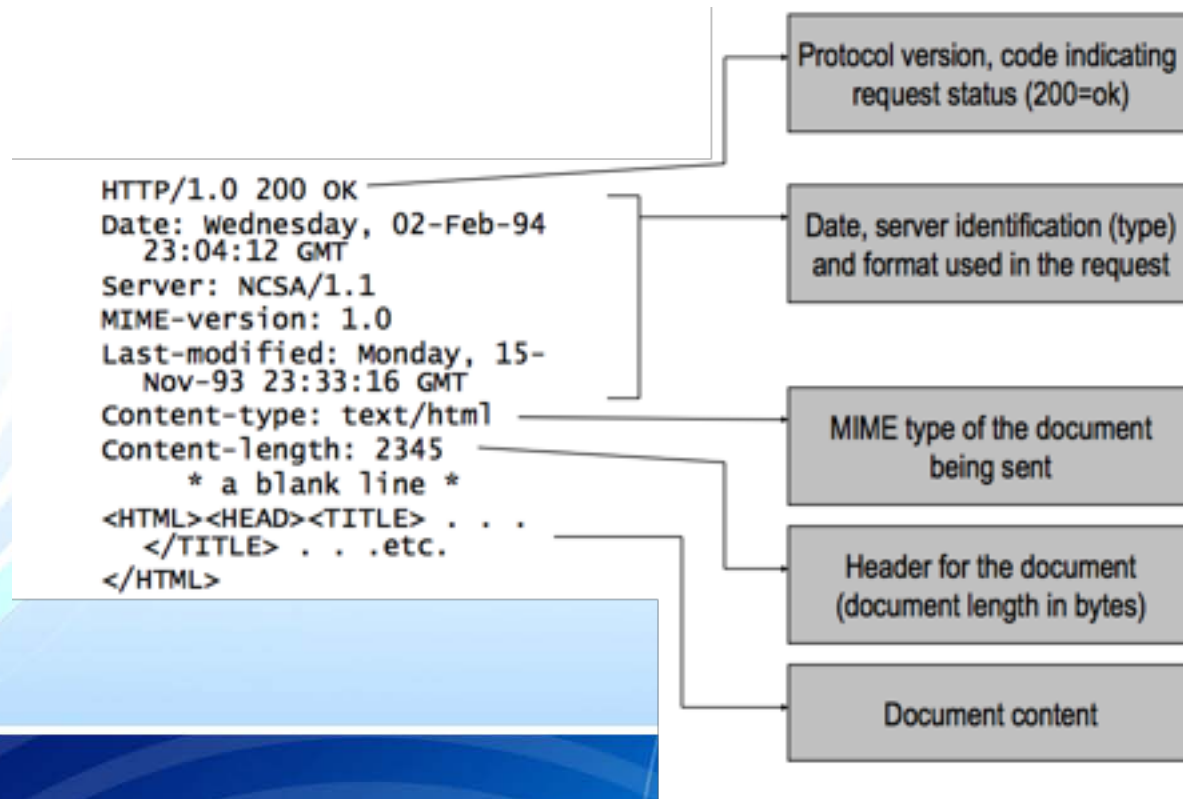 Protocol version, code indicating
request status (200=ok)
HTTP/1.0 200 OK
Date: Wednesday, 02-Feb-94
23:04:12 GMT
Server: NCSA/1.1
MIME-version: 1.0
Last-modified: Monday, 15-
Nov-93 23:33:16 GMT
Content-type: text/html
Content-length: 2345
* a blank line *
<HTML><HEAD><TITLE> . . .
</TITLE> . . .etc.
</HTML>
Date, server identification (type)
and format used in the request
MIME type of the document
being sent
Header for the document
(document length in bytes)
Document content